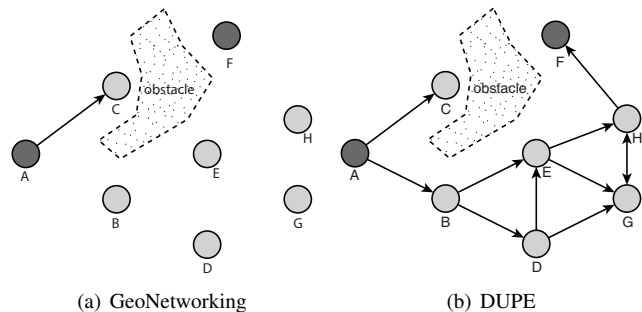 F
C
obstacle
H
A
E
B
G
D
(a) GeoNetworking
F
C
obstacle
H
A
E
B
G
D
(b) DUPE